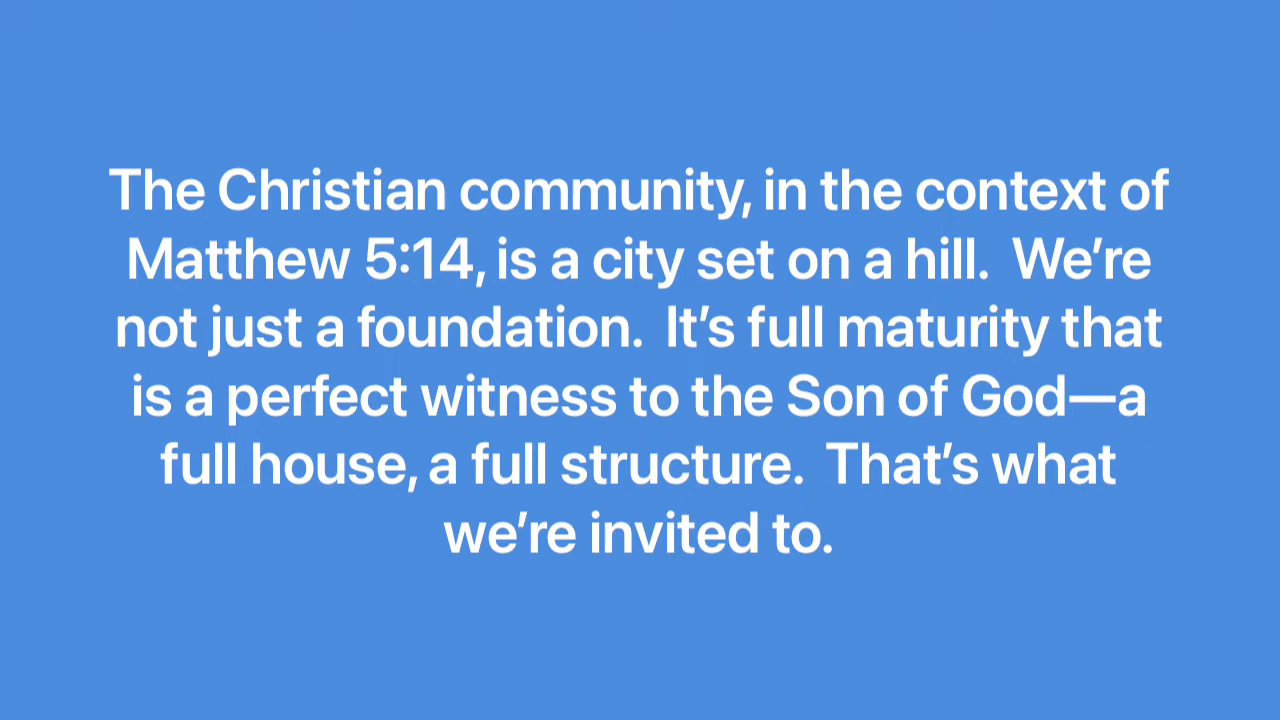 The Christian community, in the context of
Matthew 5:14, is a city set on a hill.  We’re
not just a foundation.  It’s full maturity that
is a perfect witness to the Son of God—a
full house, a full structure.  That’s what
we’re invited to.